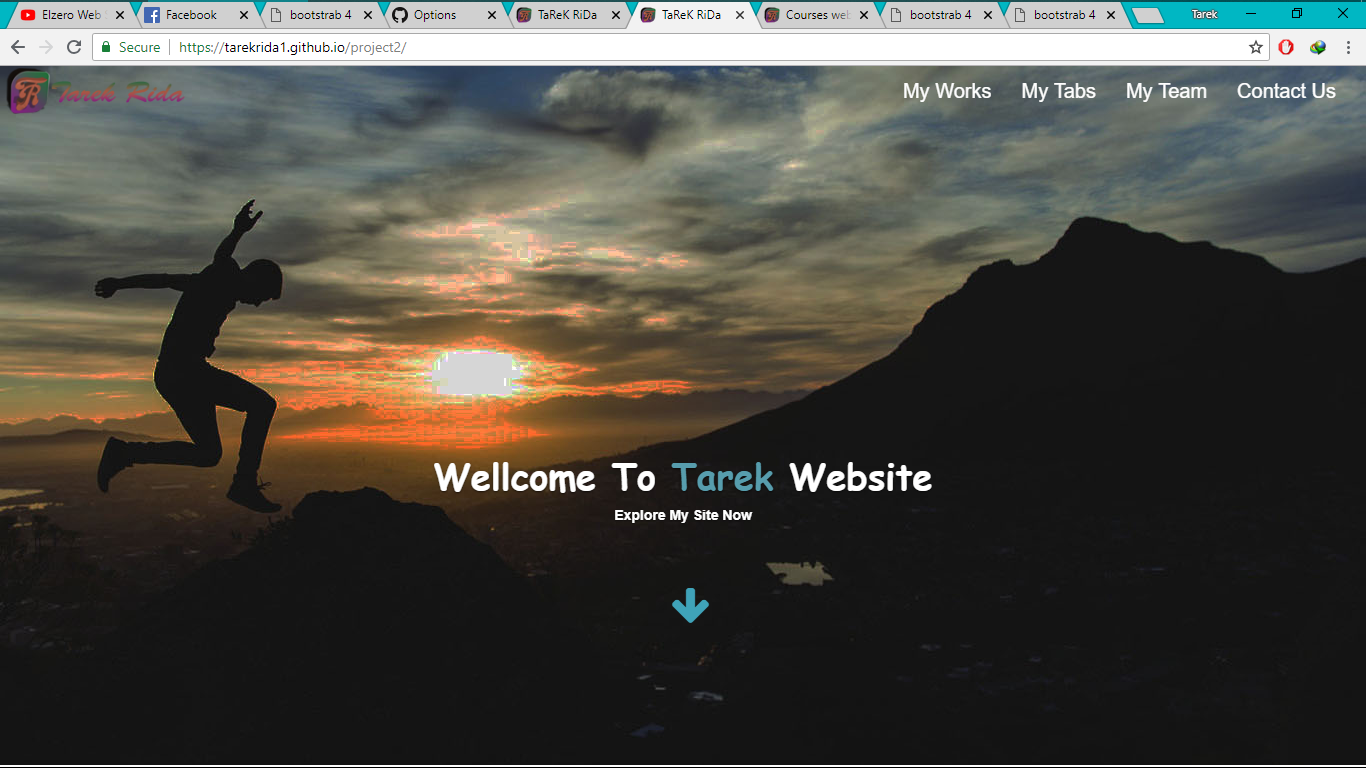 Elzero Web
Facebook
bootstrab 4
Options
TaReK RiDa
TaReK RiDa
Courses web
bootstrab 4
bootstrab 4
Tarek
Secure
https://tarekrida1.github.io/project2/
TR Tarek Rida
My Works
My Tabs
My Team
Contact Us
Wellcome To Tarek Website
Explore My Site Now